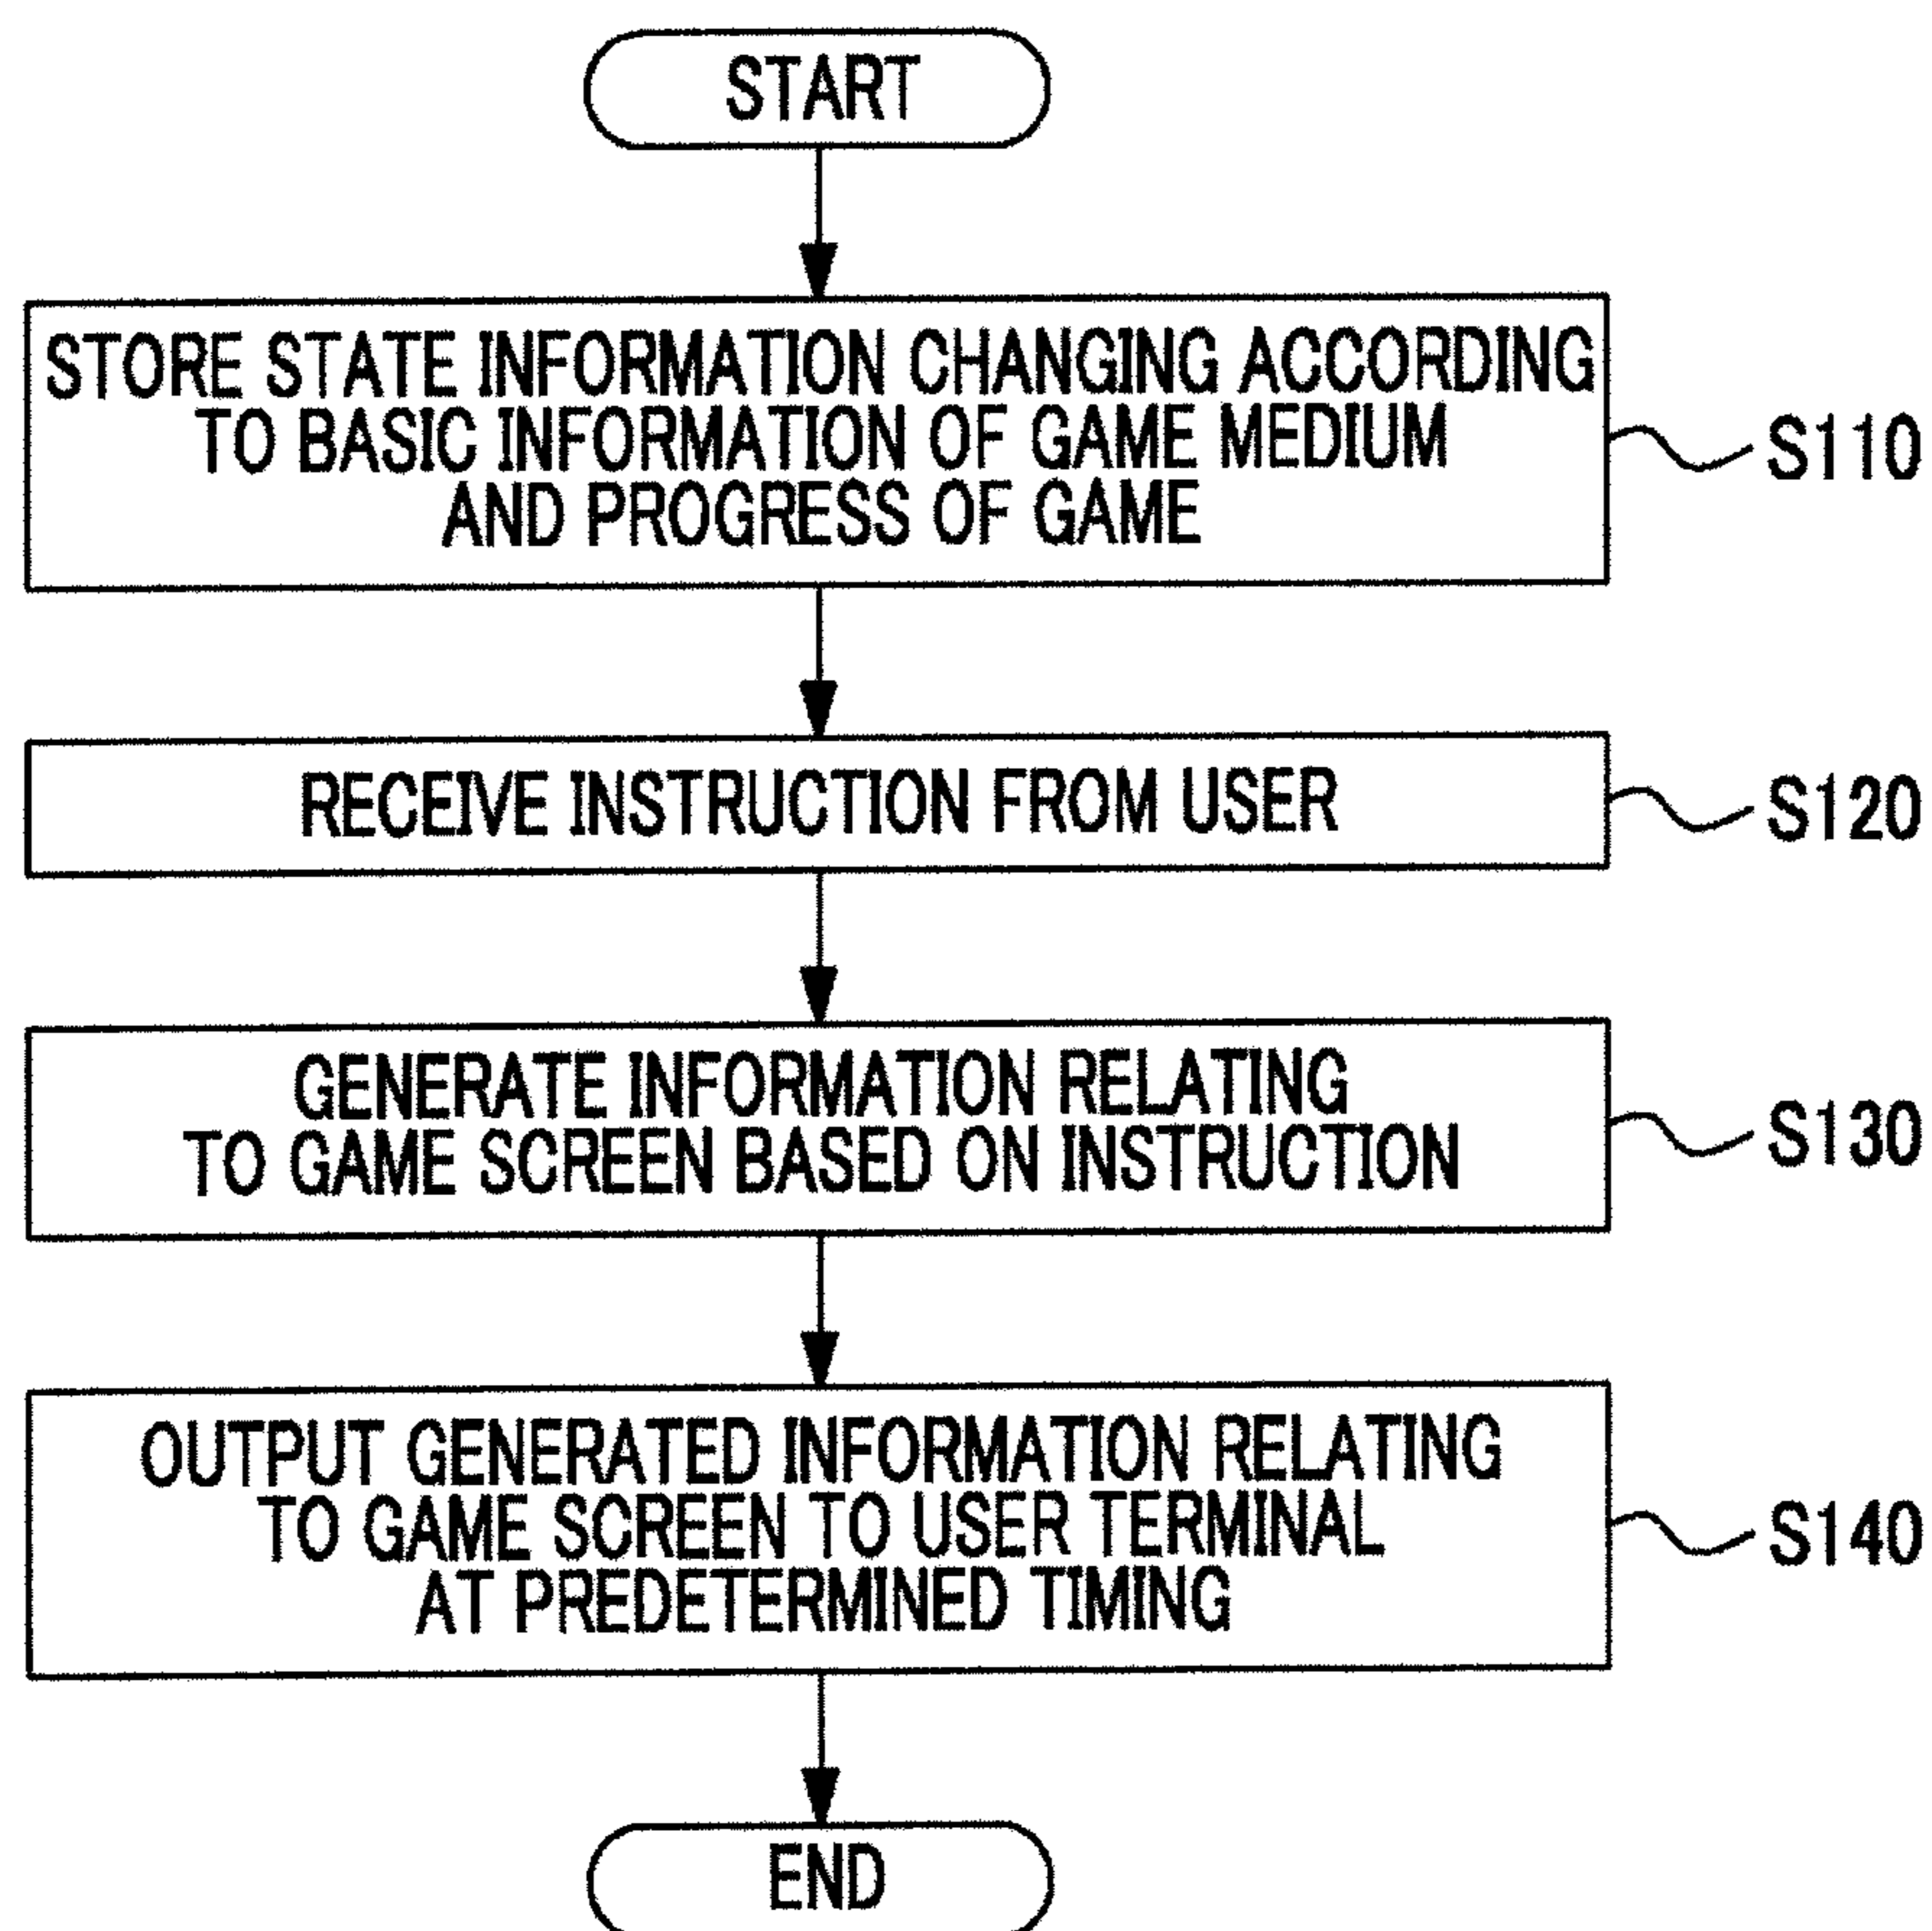 START
STORE STATE INFORMATION CHANGING ACCORDING
TO BASIC INFORMATION OF GAME MEDIUM
AND PROGRESS OF GAME
S110
RECEIVE INSTRUCTION FROM USER
S120
GENERATE INFORMATION RELATING
TO GAME SCREEN BASED ON INSTRUCTION
S130
OUTPUT GENERATED INFORMATION RELATING
TO GAME SCREEN TO USER TERMINAL
AT PREDETERMINED TIMING
S140
END